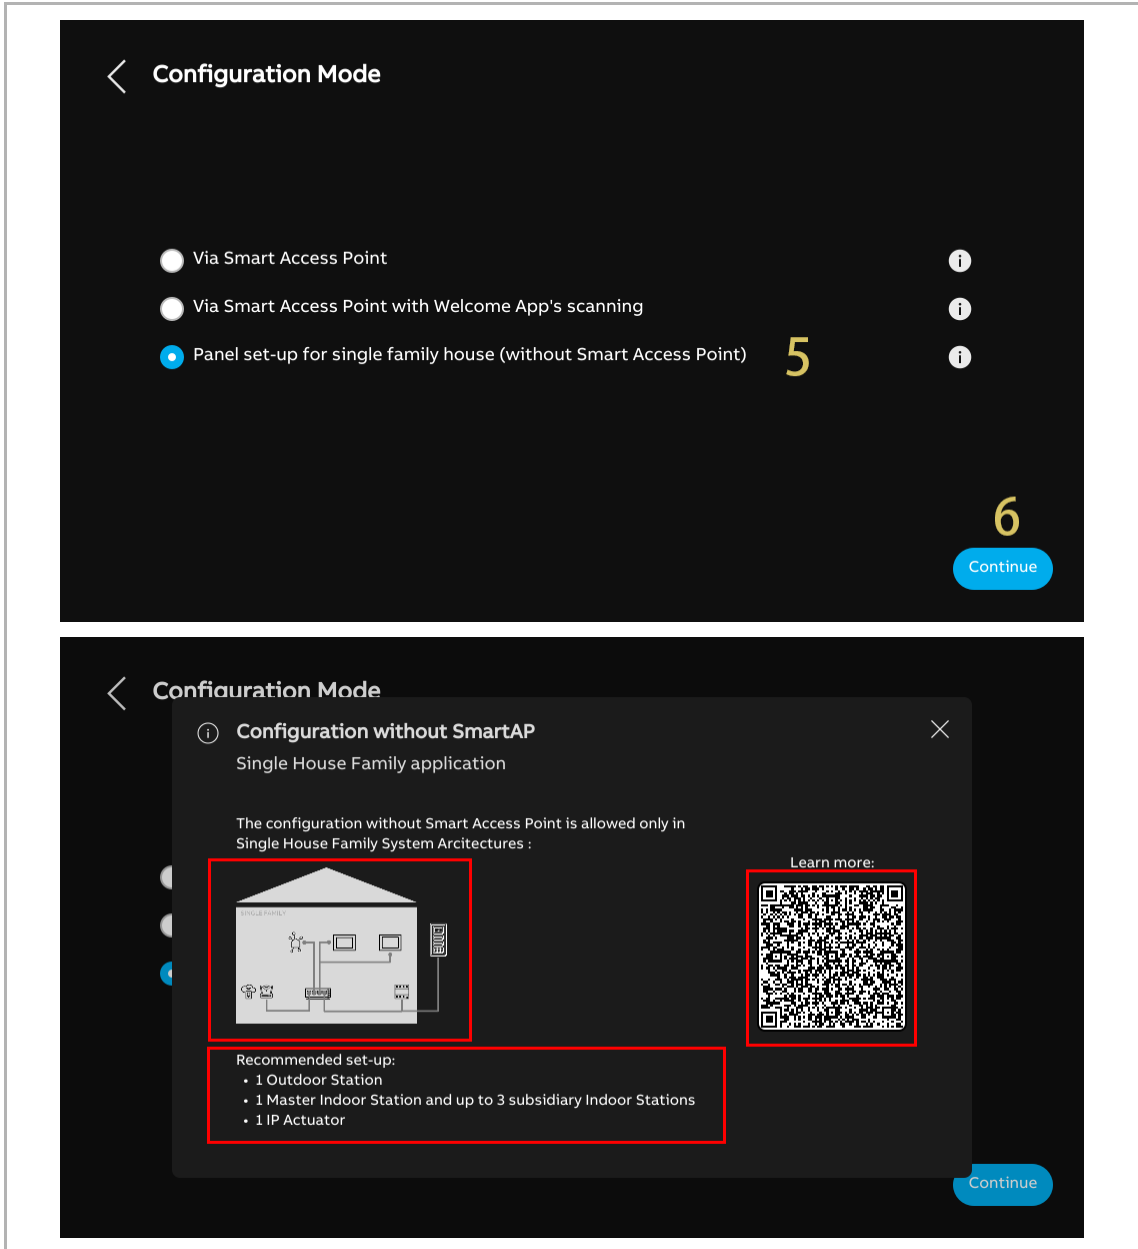 Configuration Mode
Via Smart Access Point
Via Smart Access Point with Welcome App's scanning
Panel set-up for single family house (without Smart Access Point)
5
6
Continue
Configuration Mode
Configuration without SmartAP
Single House Family application
The configuration without Smart Access Point is allowed only in
Single House Family System Arcitectures :
Learn more:
SINGLE FAMILY
Recommended set-up:
• 1 Outdoor Station
• 1 Master Indoor Station and up to 3 subsidiary Indoor Stations
• 1 IP Actuator
Continue